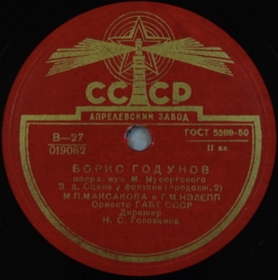 СССР
АПРЕЛЕВСКИЙ ЗАВОД
В—27
019082
ГОСТ 5289-50
II кл
БОРИС ГОДУНОВ
опера, муз. М. Мусоргского
2 д. Сцена у фонтана (продолж. 2)
М.П. МАКСАКОВА и Г.М. НЭЛЕПП
Оркестр ГАБТ СССР
Дирижер
Н. С. Голованов